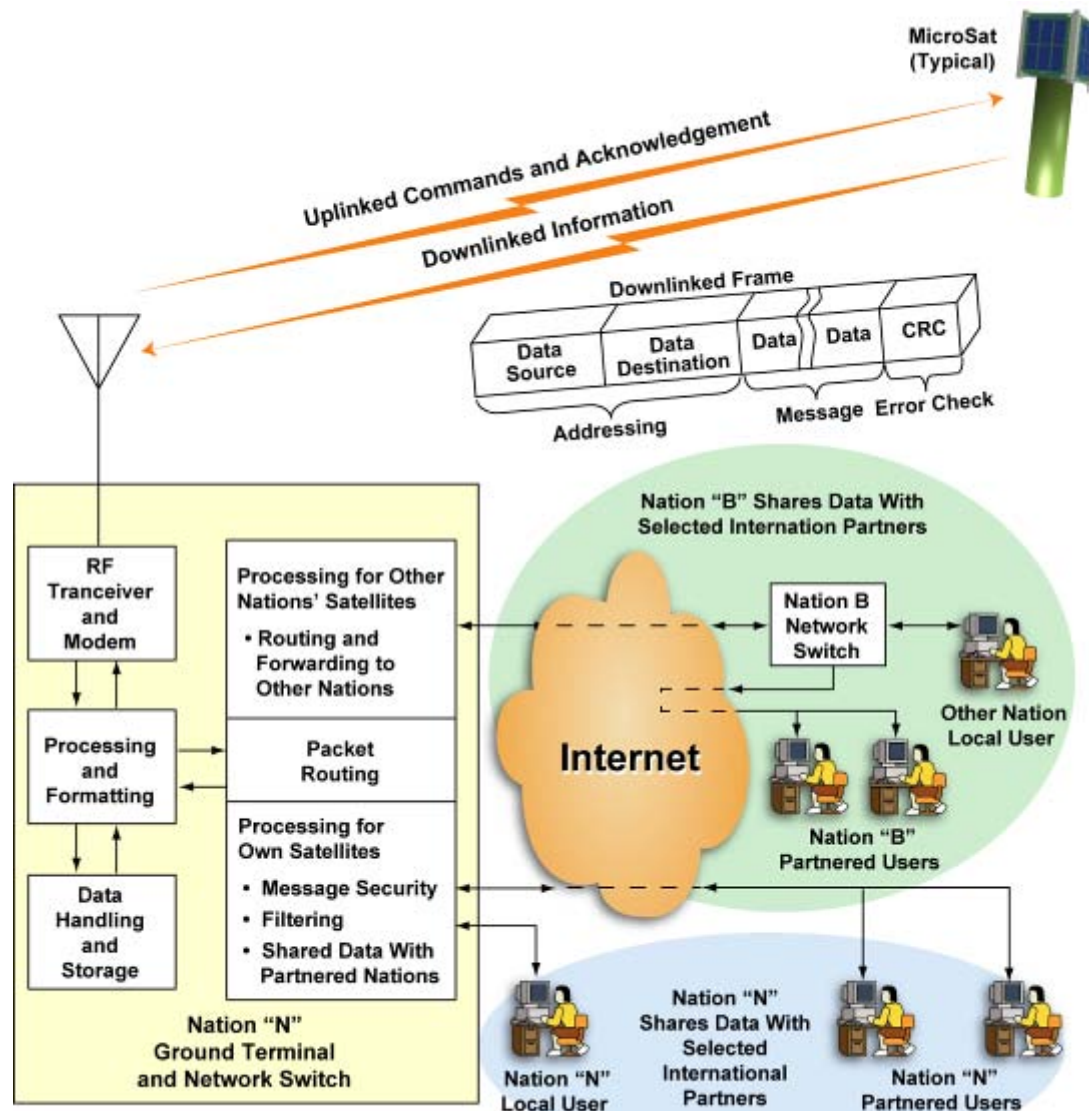 MicroSat
(Typical)
Uplinked Commands and Acknowledgement
Downlinked Information
Downlinked Frame
Data
Source
Data
Destination
Data
Data
CRC
Addressing
Message
Error Check
RF
Tranceiver
and
Modem
Processing
and
Formatting
Data
Handling
and
Storage
Processing for Other
Nations' Satellites
• Routing and
Forwarding to
Other Nations
Packet
Routing
Processing for
Own Satellites
• Message Security
• Filtering
• Shared Data With
Partnered Nations
Nation “N”
Ground Terminal
and Network Switch
Internet
Nation “B” Shares Data With
Selected Internation Partners
Nation B
Network
Switch
Other Nation
Local User
Nation “B”
Partnered Users
Nation “N”
Local User
Nation “N”
Shares Data With
Selected
International
Partners
Nation “N”
Partnered Users